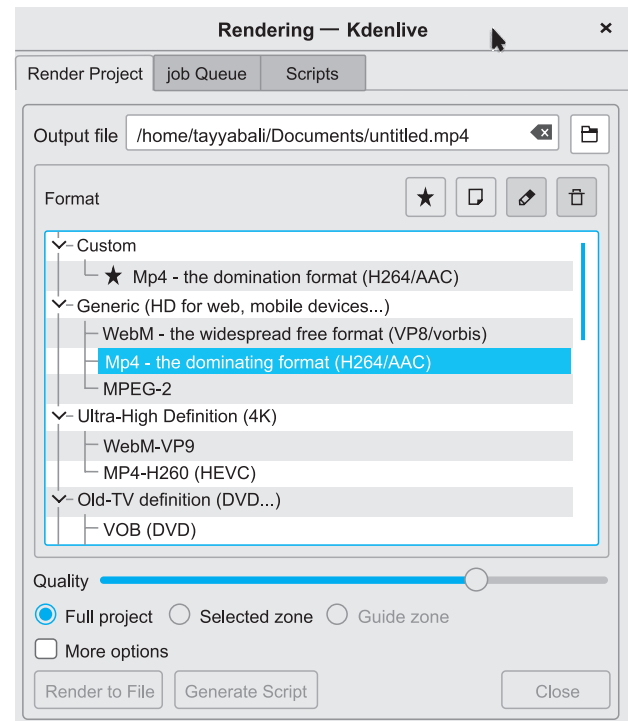 Rendering — Kdenlive
Render Project job Queue Scripts
Output file /home/tayyabali/Documents/untitled.mp4
Format
Custom
Mp4 - the domination format (H264/AAC)
Generic (HD for web, mobile devices...)
WebM - the widespread free format (VP8/vorbis)
Mp4 - the dominating format (H264/AAC)
MPEG-2
Ultra-High Definition (4K)
WebM-VP9
MP4-H260 (HEVC)
Old-TV definition (DVD...)
VOB (DVD)
Quality
Full project Selected zone Guide zone
More options
Render to File Generate Script Close